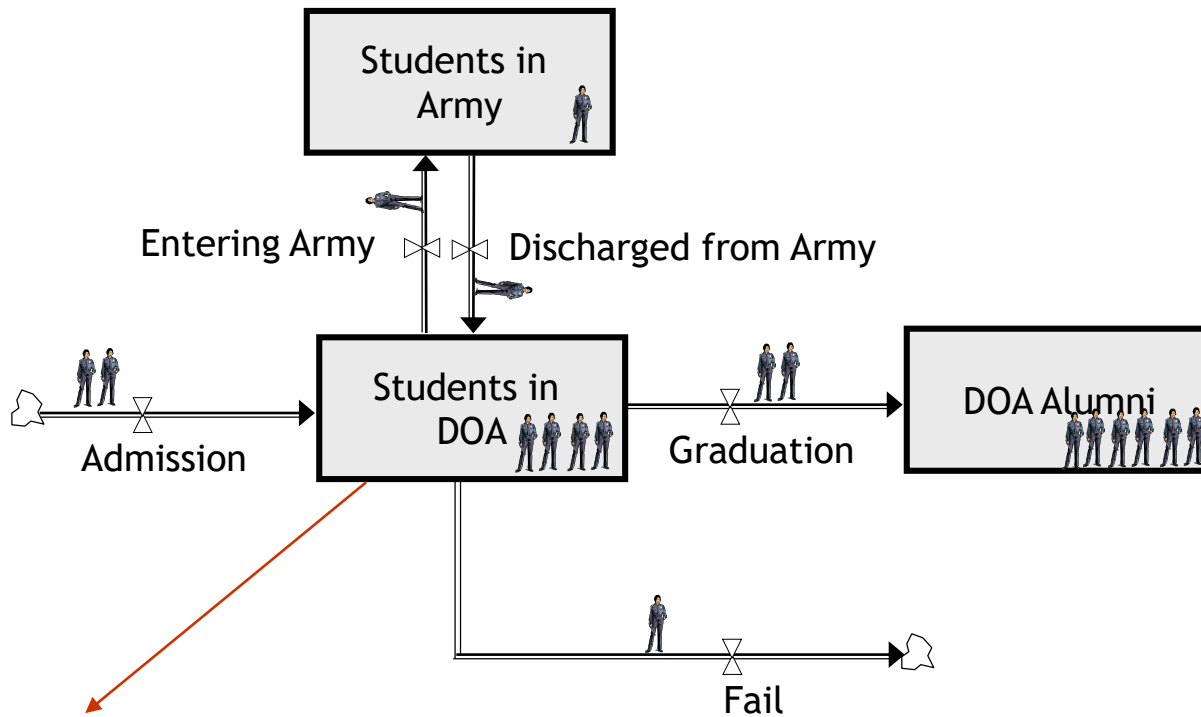 Students in
Army
Entering Army
Discharged from Army
Admission
Students in
DOA
Graduation
DOA Alumni
Fail